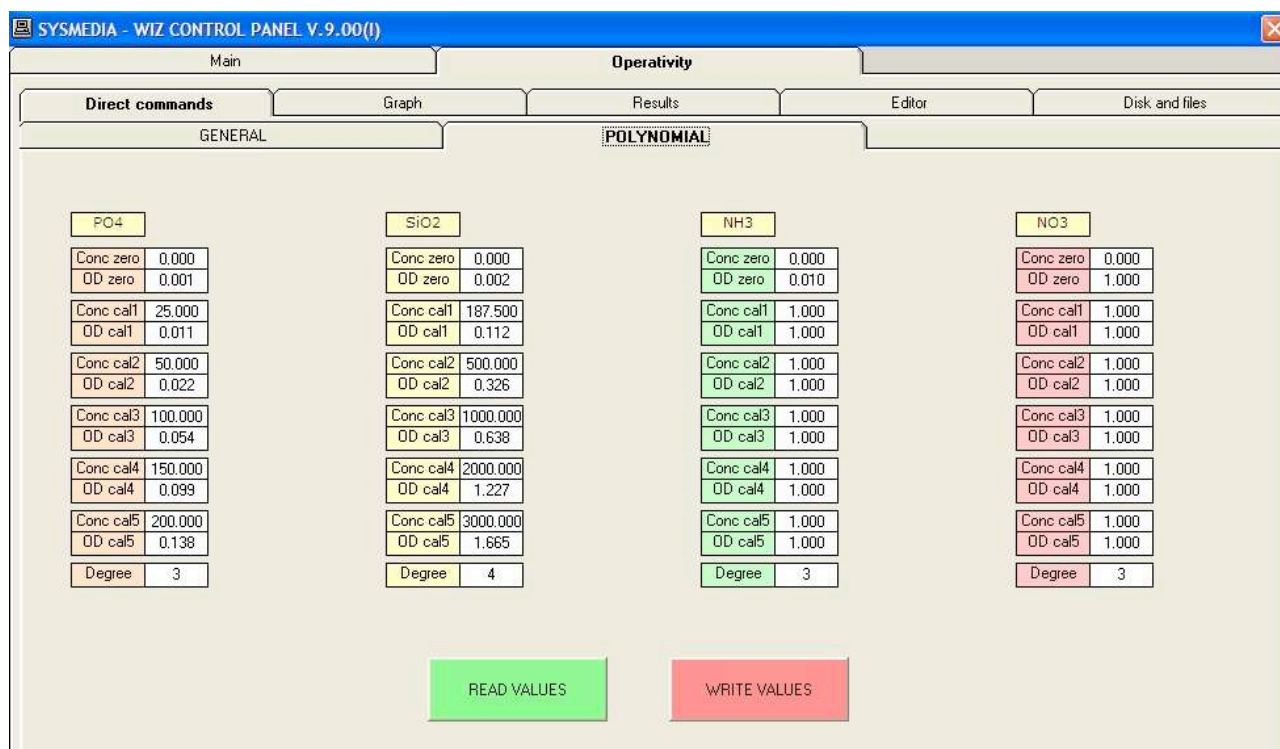 SYSMEDIA - WIZ CONTROL PANEL V.9.00(I)
Main Operativity
Direct commands Graph Results Editor Disk and files
GENERAL POLYNOMIAL
PO4 SiO2 NH3 NO3
Conc zero 0.000 Conc zero 0.000 Conc zero 0.000 Conc zero 0.000
OD zero 0.001 OD zero 0.002 OD zero 0.010 OD zero 1.000
Conc cal1 25.000 Conc cal1 187.500 Conc cal1 1.000 Conc cal1 1.000
OD cal1 0.011 OD cal1 0.112 OD cal1 1.000 OD cal1 1.000
Conc cal2 50.000 Conc cal2 500.000 Conc cal2 1.000 Conc cal2 1.000
OD cal2 0.022 OD cal2 0.326 OD cal2 1.000 OD cal2 1.000
Conc cal3 100.000 Conc cal3 1000.000 Conc cal3 1.000 Conc cal3 1.000
OD cal3 0.054 OD cal3 0.638 OD cal3 1.000 OD cal3 1.000
Conc cal4 150.000 Conc cal4 2000.000 Conc cal4 1.000 Conc cal4 1.000
OD cal4 0.099 OD cal4 1.227 OD cal4 1.000 OD cal4 1.000
Conc cal5 200.000 Conc cal5 3000.000 Conc cal5 1.000 Conc cal5 1.000
OD cal5 0.138 OD cal5 1.665 OD cal5 1.000 OD cal5 1.000
Degree 3 Degree 4 Degree 3 Degree 3
READ VALUES WRITE VALUES